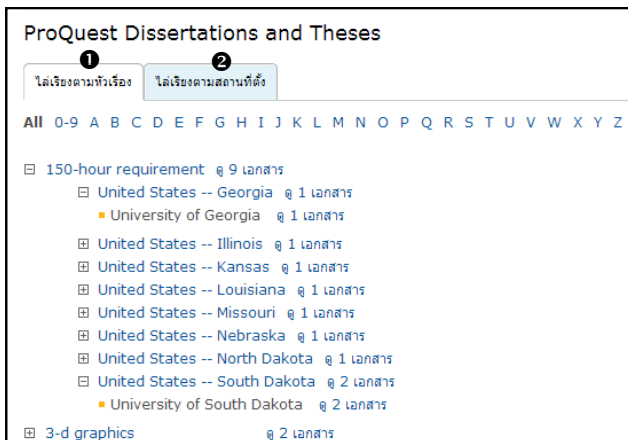 ProQuest Dissertations and Theses
❶ ❷
ไล่เรียงตามหัวเรื่อง ไล่เรียงตามสถานที่ตั้ง
All 0-9 A B C D E F G H I J K L M N O P Q R S T U V W X Y Z
150-hour requirement ดู 9 เอกสาร
United States -- Georgia ดู 1 เอกสาร
University of Georgia ดู 1 เอกสาร
United States -- Illinois ดู 1 เอกสาร
United States -- Kansas ดู 1 เอกสาร
United States -- Louisiana ดู 1 เอกสาร
United States -- Missouri ดู 1 เอกสาร
United States -- Nebraska ดู 1 เอกสาร
United States -- North Dakota ดู 1 เอกสาร
United States -- South Dakota ดู 2 เอกสาร
University of South Dakota ดู 2 เอกสาร
3-d graphics ดู 2 เอกสาร